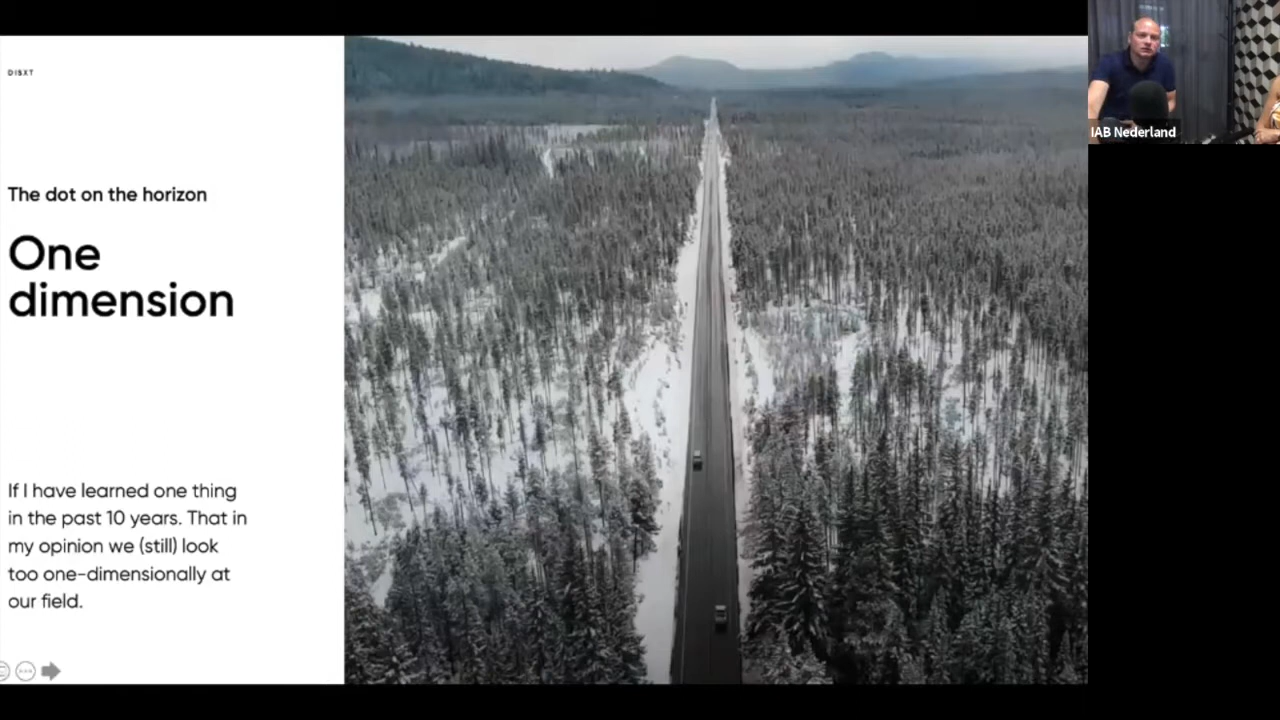 DISXT
The dot on the horizon
One
dimension
If I have learned one thing
in the past 10 years. That in
my opinion we (still) look
too one-dimensionally at
our field.
IAB Nederland